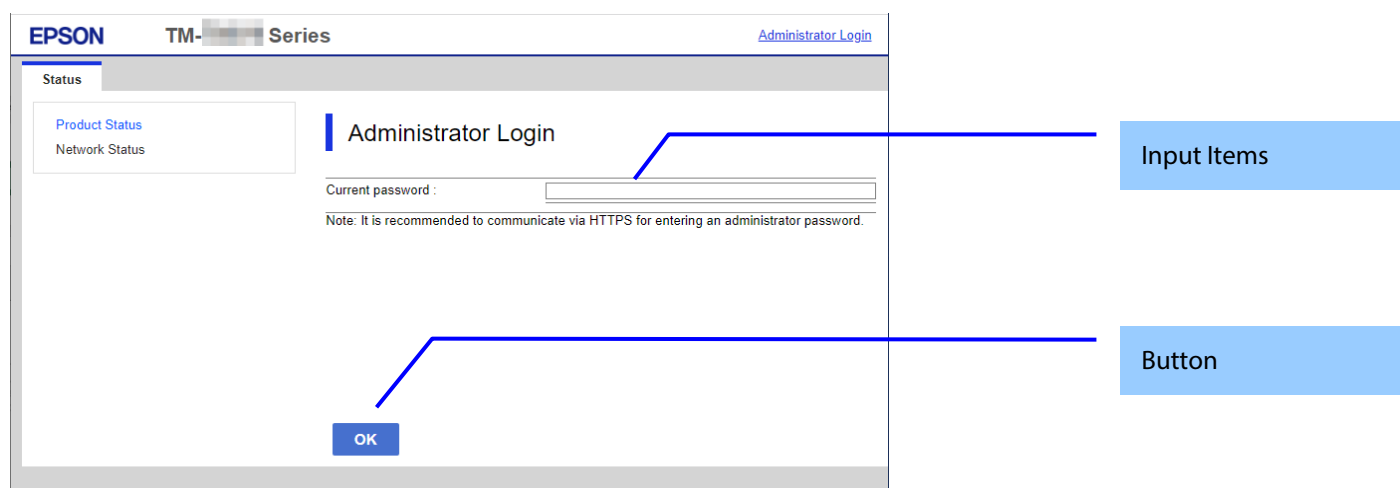 EPSON TM- Series Administrator Login
Status
Product Status
Network Status
Administrator Login
Current password :
Note: It is recommended to communicate via HTTPS for entering an administrator password.
OK
Input Items
Button